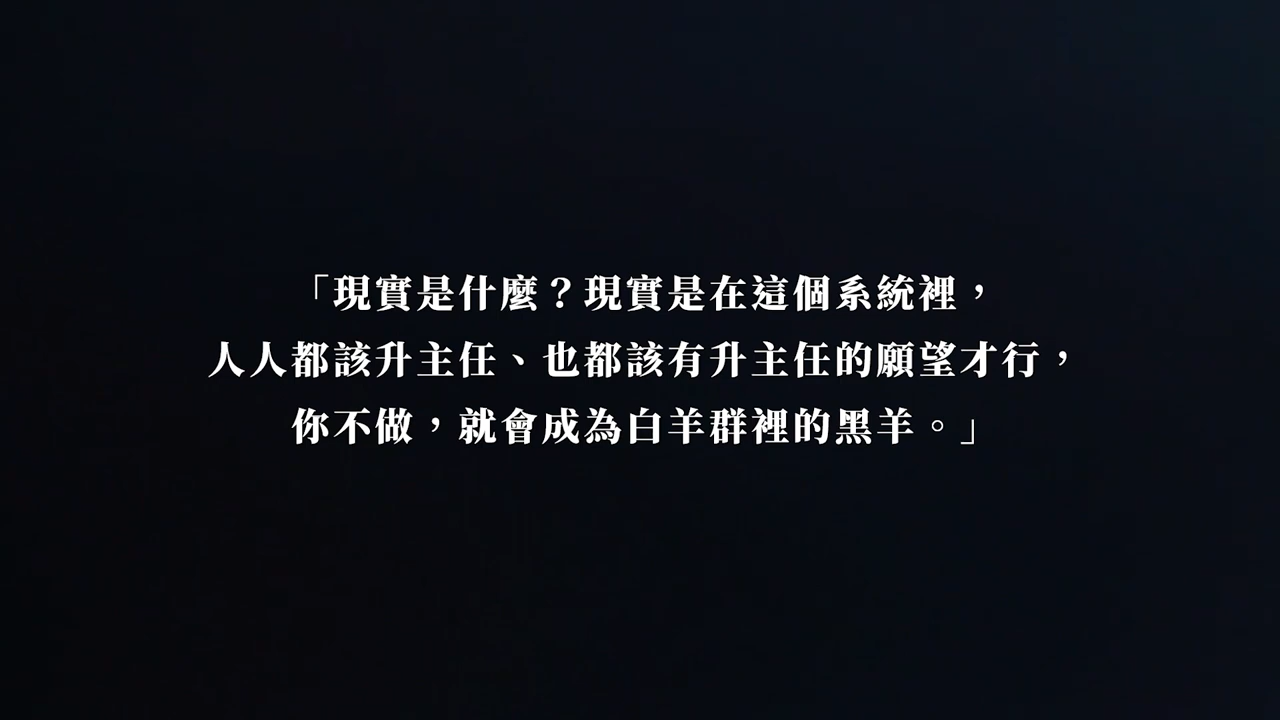 「現實是什麼？現實是在這個系統裡，
人人都該升主任、也都該有升主任的願望才行，
你不做，就會成為白羊群裡的黑羊。」